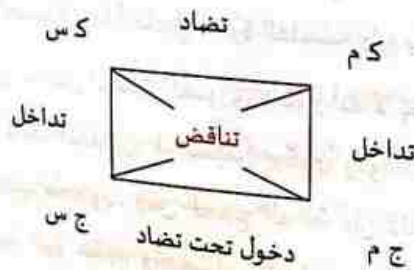 ك م تضاد ك س
تداخل تناقض تداخل
ج م دخول تحت تضاد ج س